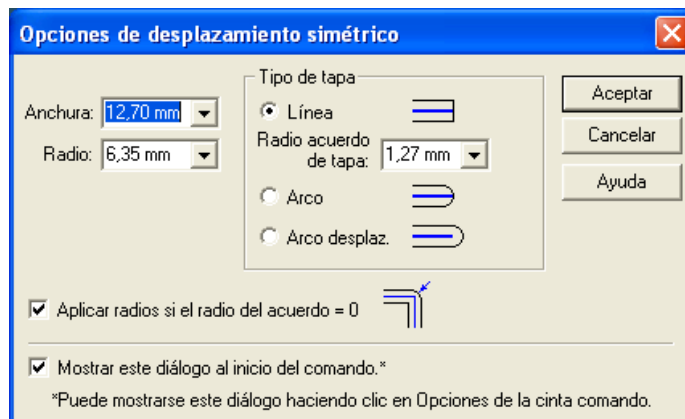 Opciones de desplazamiento simétrico
Anchura: 12,70 mm
Radio: 6,35 mm
Tipo de tapa
Línea
Radio acuerdo
de tapa: 1,27 mm
Arco
Arco desplaz.
Aceptar
Cancelar
Ayuda
Aplicar radios si el radio del acuerdo = 0
Mostrar este diálogo al inicio del comando.*
*Puede mostrarse este diálogo haciendo clic en Opciones de la cinta comando.